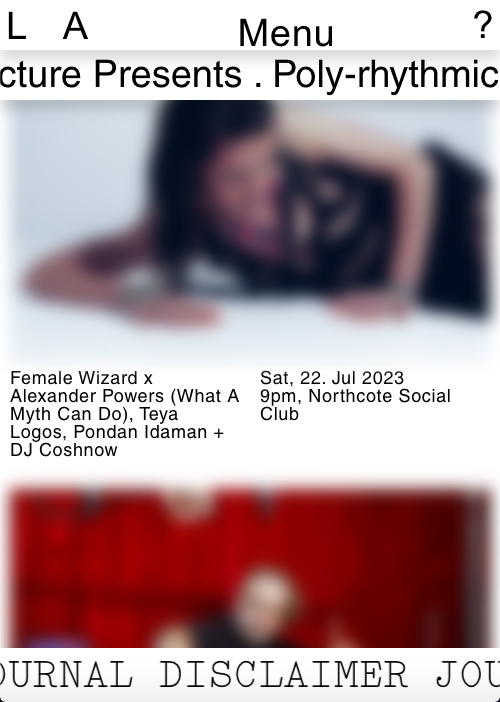 L A Menu ?
cture Presents . Poly-rhythmic
Female Wizard x
Alexander Powers (What A
Myth Can Do), Teya
Logos, Pondan Idaman +
DJ Coshnow
Sat, 22. Jul 2023
9pm, Northcote Social
Club
OURNAL DISCLAIMER JOU